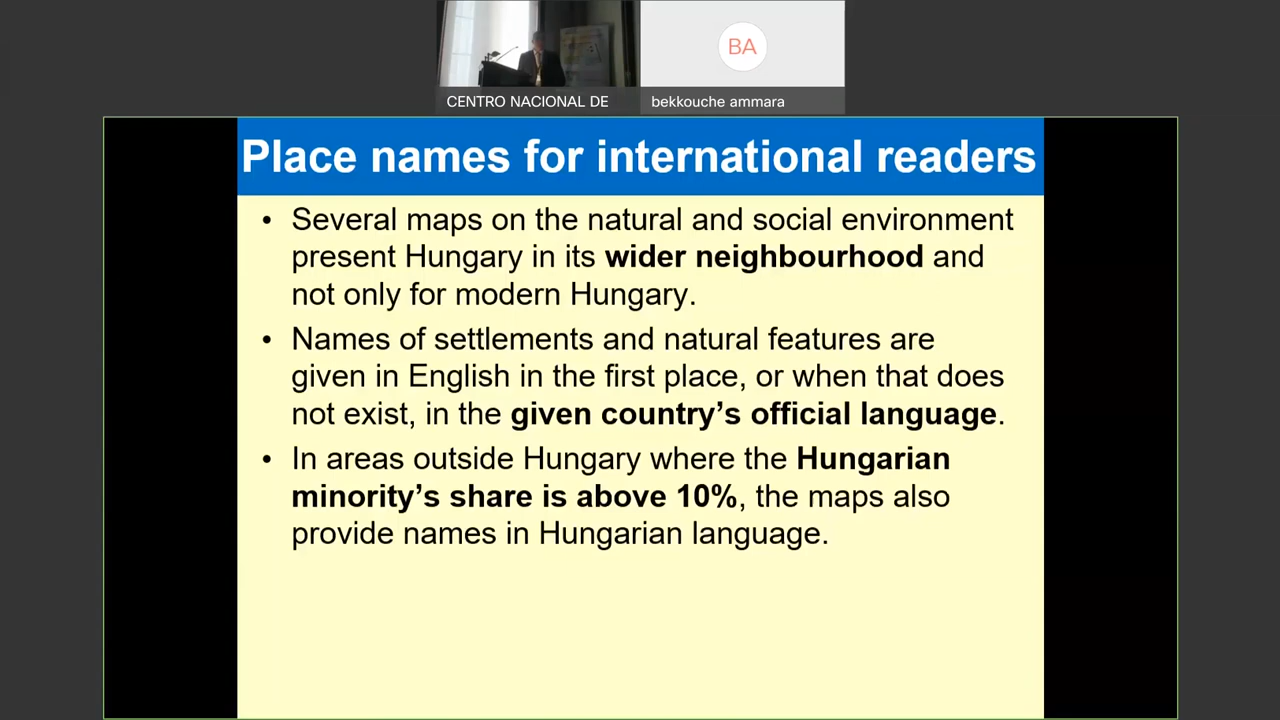 BA
CENTRO NACIONAL DE
bekkouche ammara
Place names for international readers
• Several maps on the natural and social environment
present Hungary in its wider neighbourhood and
not only for modern Hungary.
• Names of settlements and natural features are
given in English in the first place, or when that does
not exist, in the given country’s official language.
• In areas outside Hungary where the Hungarian
minority’s share is above 10%, the maps also
provide names in Hungarian language.